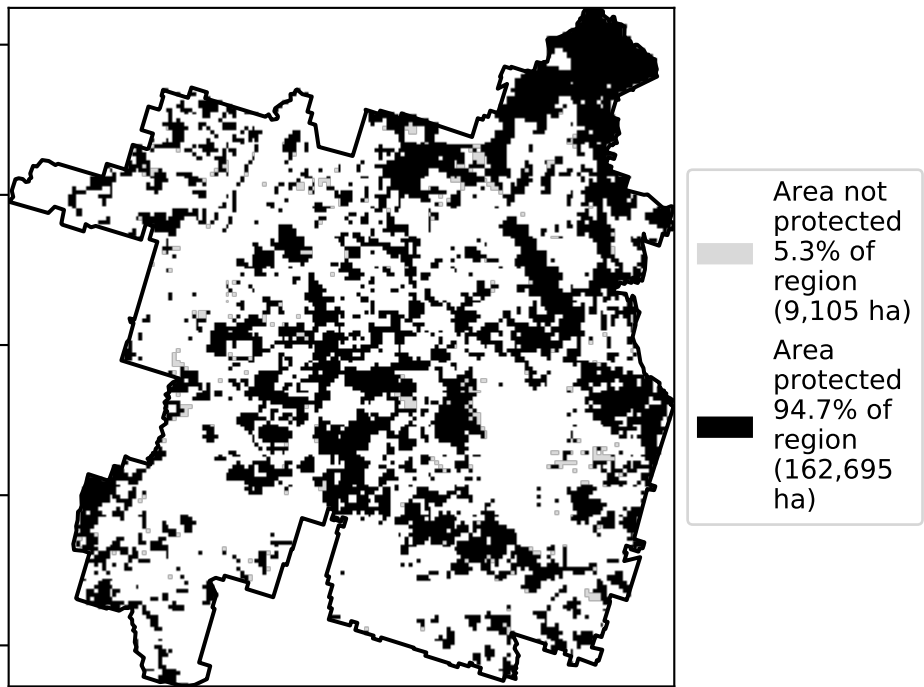 Area not
protected
5.3% of
region
(9,105 ha)
Area
protected
94.7% of
region
(162,695
ha)